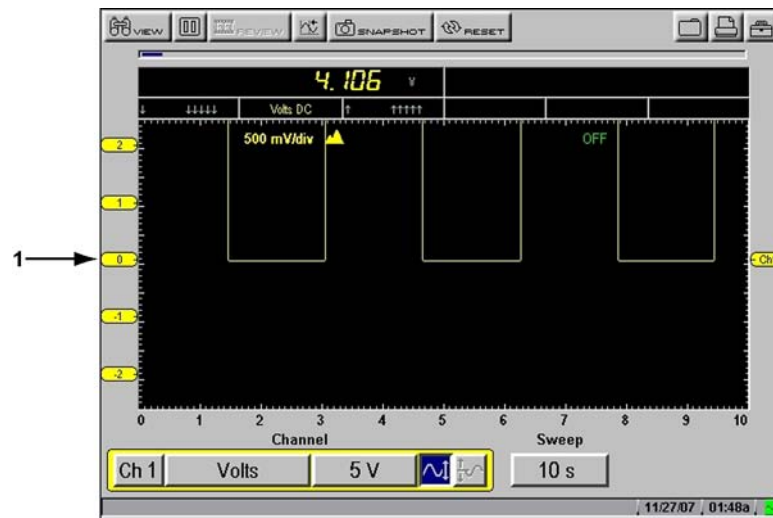 VIEW REVIEW SNAPSHOT RESET
4.106 V
↓ ↓↓↓↓↓ Volts DC ↑ ↑↑↑↑↑
500 mV/div OFF
2
1
1 0 Ch
-1
-2
0 1 2 3 4 5 6 7 8 9 10
Channel Sweep
Ch 1 Volts 5 V 10 s
11/27/07 01:48a